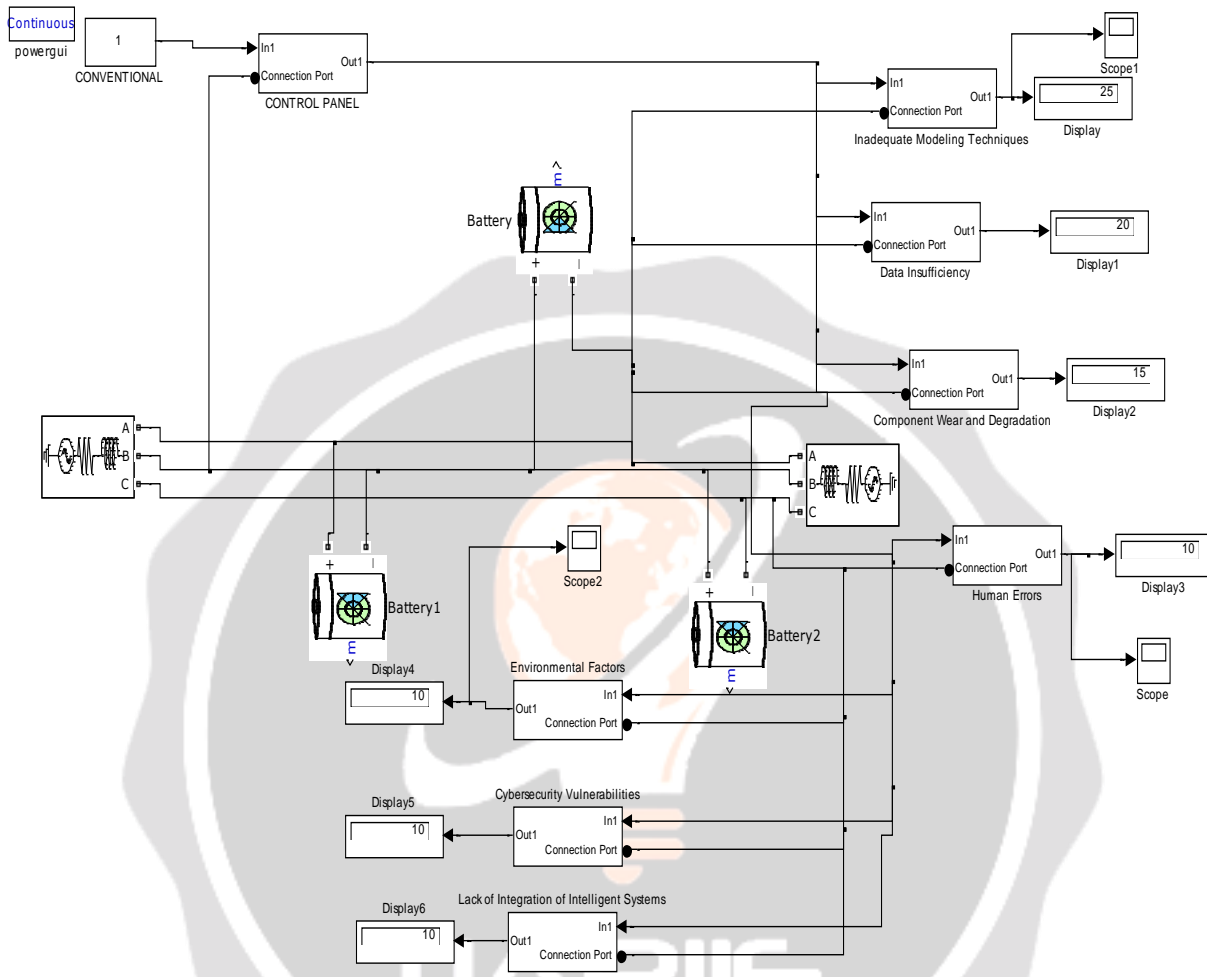 Continuous
powergui
1
CONVENTIONAL
In1
Connection Port
Out1
CONTROL PANEL
Scope1
In1
Connection Port
Out1
Inadequate Modeling Techniques
25
Display
Battery
m
+
–
In1
Connection Port
Out1
Data Insufficiency
20
Display1
In1
Connection Port
Out1
Component Wear and Degradation
15
Display2
A
B
C
A
B
C
+
–
Battery1
m
Scope2
+
–
Battery2
m
In1
Connection Port
Out1
Human Errors
10
Display3
Scope
Display4
10
Environmental Factors
In1
Out1
Connection Port
Display5
10
Cybersecurity Vulnerabilities
In1
Out1
Connection Port
Display6
10
Lack of Integration of Intelligent Systems
In1
Out1
Connection Port